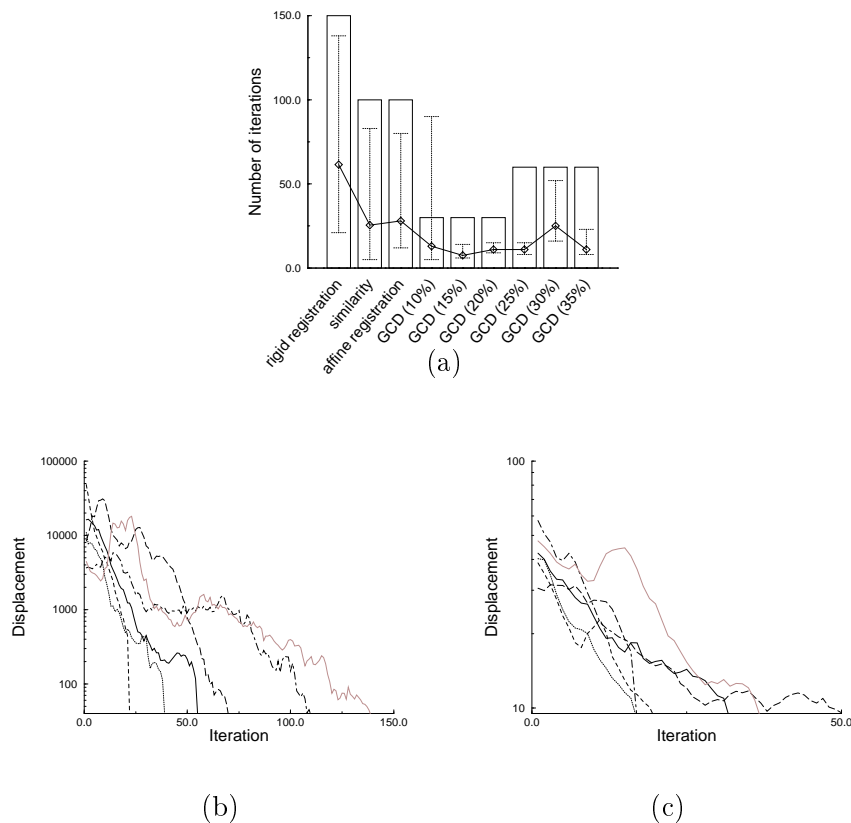 150.0
100.0
50.0
0.0
Number of iterations
rigid registration
similarity
affine registration
GCD (10%)
GCD (15%)
GCD (20%)
GCD (25%)
GCD (30%)
GCD (35%)
(a)
100000
10000
1000
100
Displacement
0.0 50.0 100.0 150.0
Iteration
(b)
100
10
Displacement
0.0 50.0
Iteration
(c)